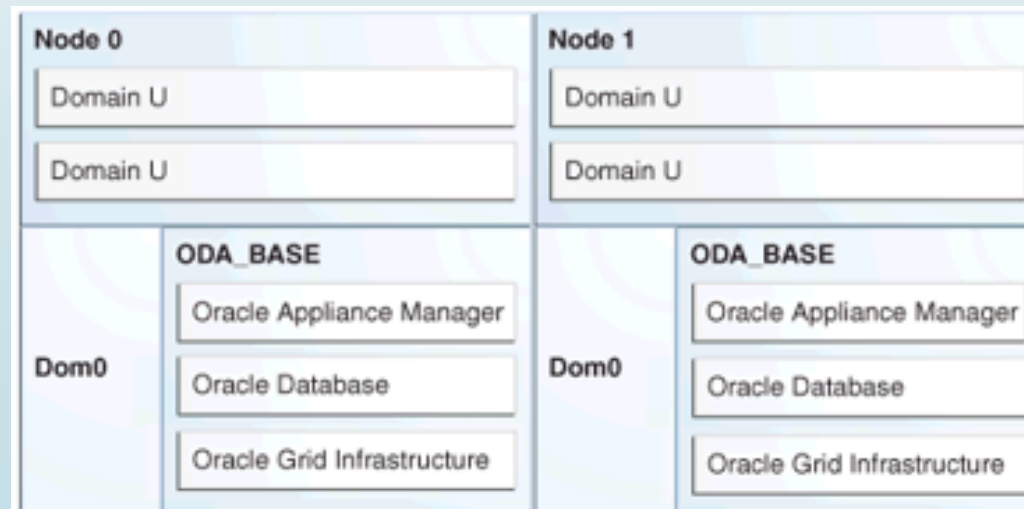 Node 0
Domain U
Domain U
ODA_BASE
Oracle Appliance Manager
Dom0
Oracle Database
Oracle Grid Infrastructure
Node 1
Domain U
Domain U
ODA_BASE
Oracle Appliance Manager
Dom0
Oracle Database
Oracle Grid Infrastructure